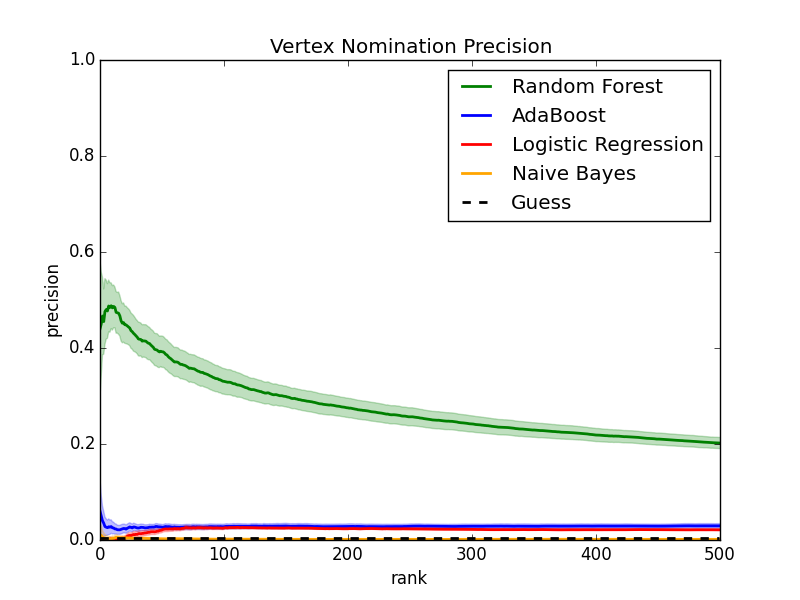 Vertex Nomination Precision
1.0
0.8
0.6
0.4
0.2
0.0
precision
Random Forest
AdaBoost
Logistic Regression
Naive Bayes
Guess
0 100 200 300 400 500
rank